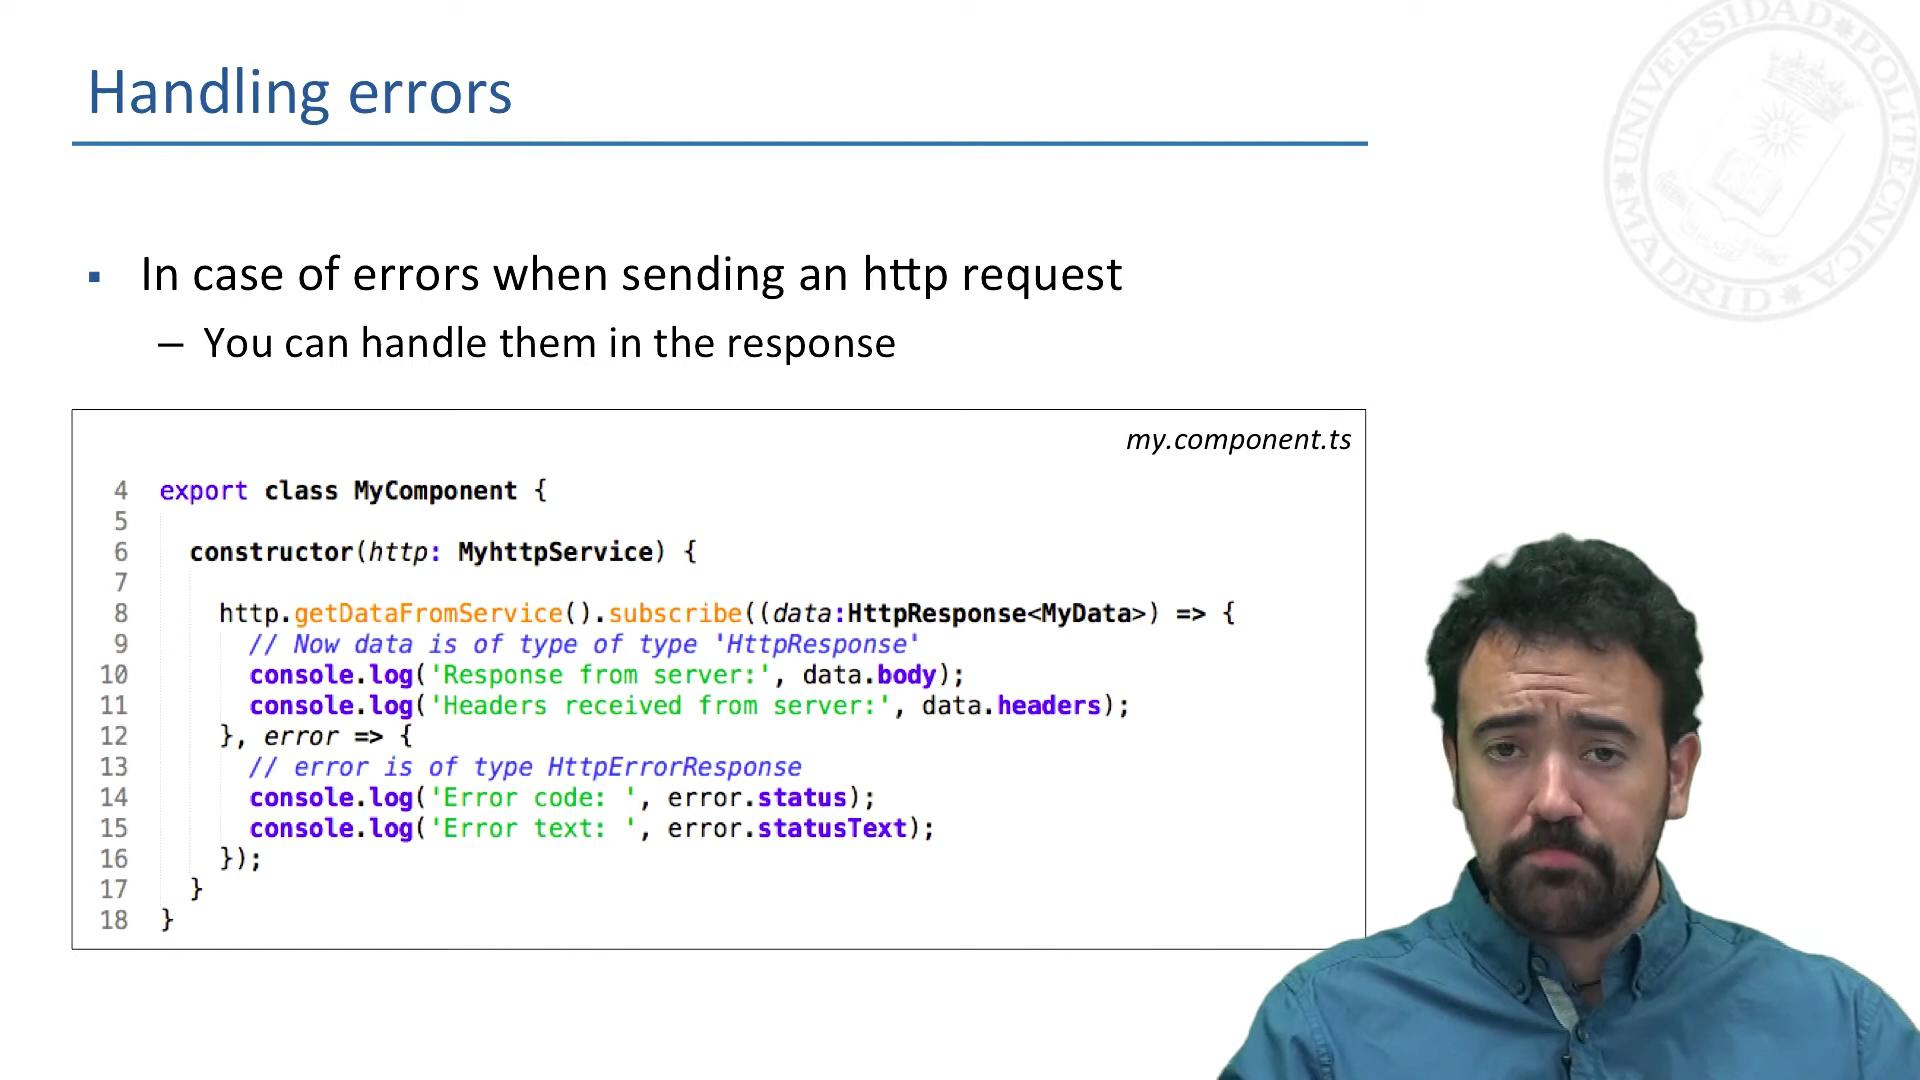 Handling errors
UNIVERSIDAD POLITECNICA MADRID
▪ In case of errors when sending an http request
– You can handle them in the response
my.component.ts
4 export class MyComponent {
5
6 constructor(http: MyhttpService) {
7
8 http.getDataFromService().subscribe((data:HttpResponse<MyData>) => {
9 // Now data is of type of type 'HttpResponse'
10 console.log('Response from server:', data.body);
11 console.log('Headers received from server:', data.headers);
12 }, error => {
13 // error is of type HttpErrorResponse
14 console.log('Error code: ', error.status);
15 console.log('Error text: ', error.statusText);
16 });
17 }
18 }